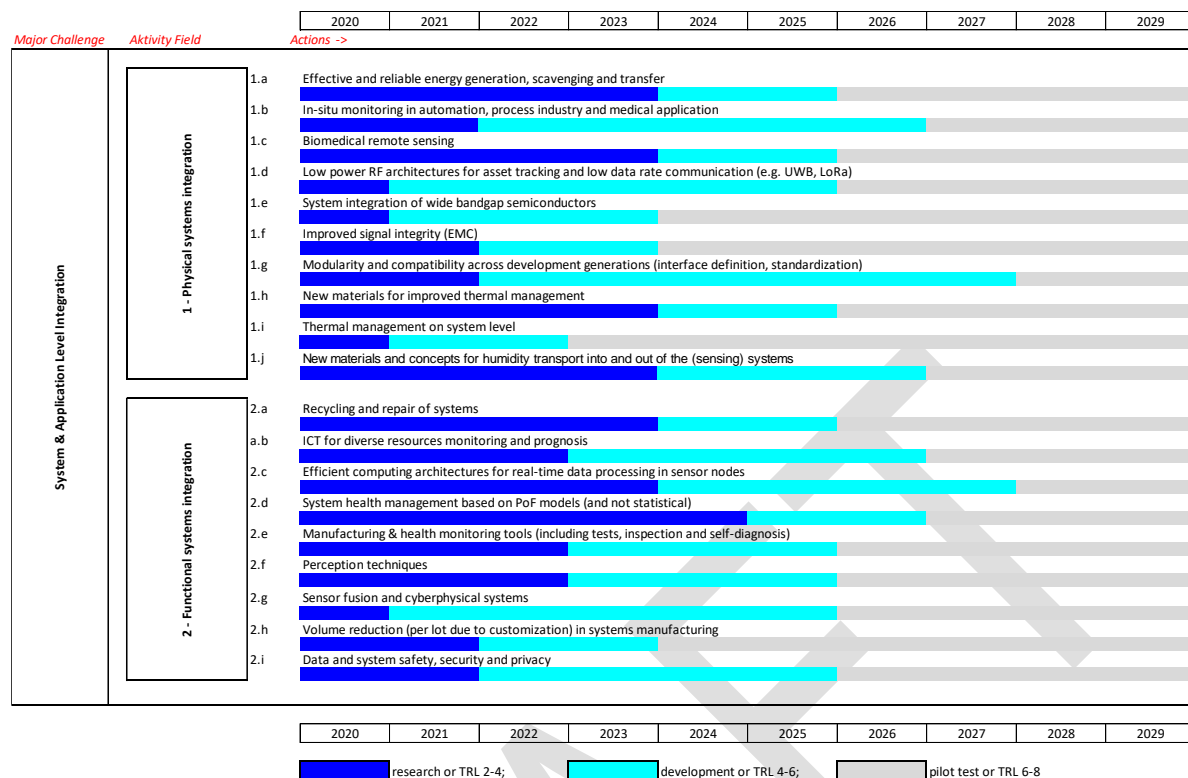 2020 2021 2022 2023 2024 2025 2026 2027 2028 2029
Major Challenge Aktivity Field Actions ->
System & Application Level Integration
1 - Physical systems integration
1.a Effective and reliable energy generation, scavenging and transfer
1.b In-situ monitoring in automation, process industry and medical application
1.c Biomedical remote sensing
1.d Low power RF architectures for asset tracking and low data rate communication (e.g. UWB, LoRa)
1.e System integration of wide bandgap semiconductors
1.f Improved signal integrity (EMC)
1.g Modularity and compatibility across development generations (interface definition, standardization)
1.h New materials for improved thermal management
1.i Thermal management on system level
1.j New materials and concepts for humidity transport into and out of the (sensing) systems
2 - Functional systems integration
2.a Recycling and repair of systems
a.b ICT for diverse resources monitoring and prognosis
2.c Efficient computing architectures for real-time data processing in sensor nodes
2.d System health management based on PoF models (and not statistical)
2.e Manufacturing & health monitoring tools (including tests, inspection and self-diagnosis)
2.f Perception techniques
2.g Sensor fusion and cyberphysical systems
2.h Volume reduction (per lot due to customization) in systems manufacturing
2.i Data and system safety, security and privacy
2020 2021 2022 2023 2024 2025 2026 2027 2028 2029
research or TRL 2-4; development or TRL 4-6; pilot test or TRL 6-8